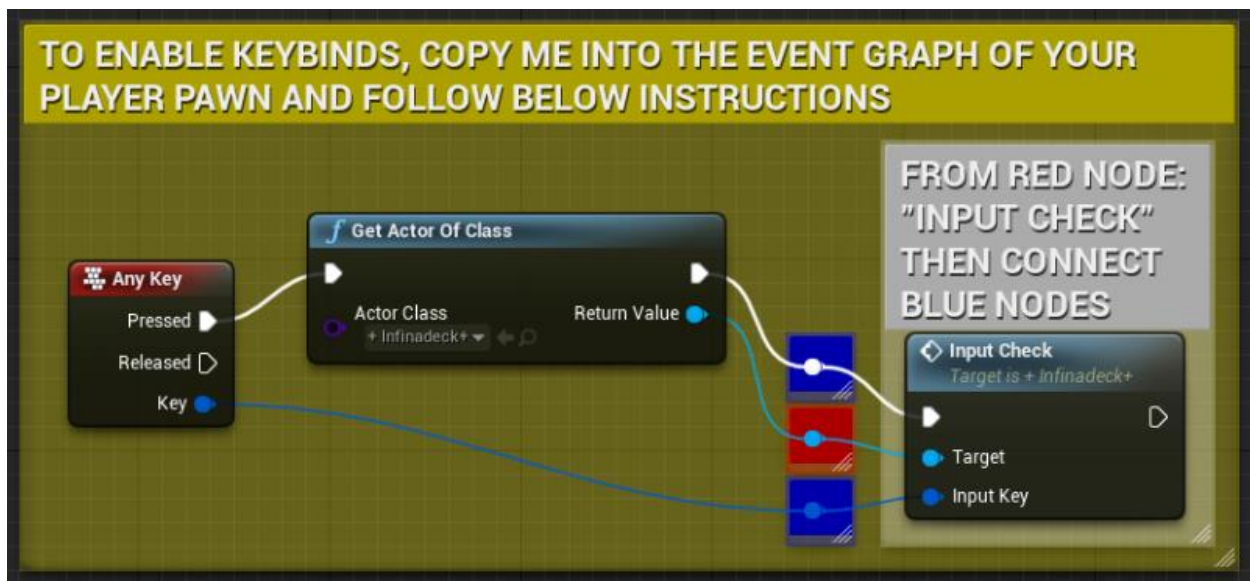 TO ENABLE KEYBINDS, COPY ME INTO THE EVENT GRAPH OF YOUR
PLAYER PAWN AND FOLLOW BELOW INSTRUCTIONS
FROM RED NODE:
"INPUT CHECK"
THEN CONNECT
BLUE NODES
Any Key
Pressed
Released
Key
f Get Actor Of Class
Actor Class
+ Infinadeck+
Return Value
Input Check
Target is + Infinadeck+
Target
Input Key